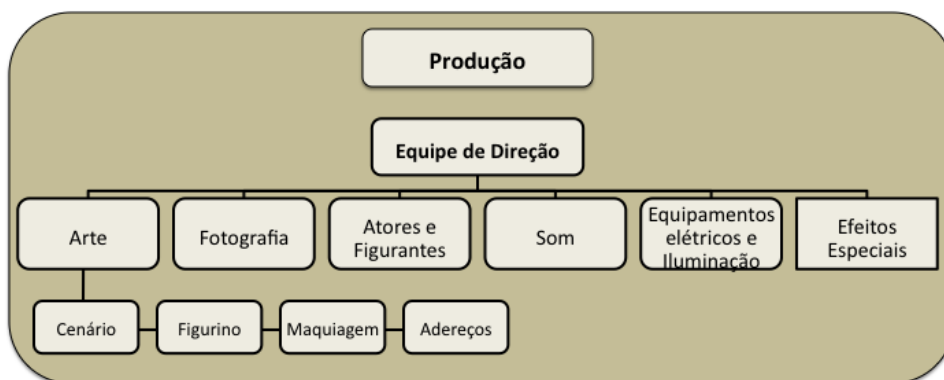 Produção
Equipe de Direção
Arte
Fotografia
Atores e
Figurantes
Som
Equipamentos
elétricos e
Iluminação
Efeitos
Especiais
Cenário
Figurino
Maquiagem
Adereços